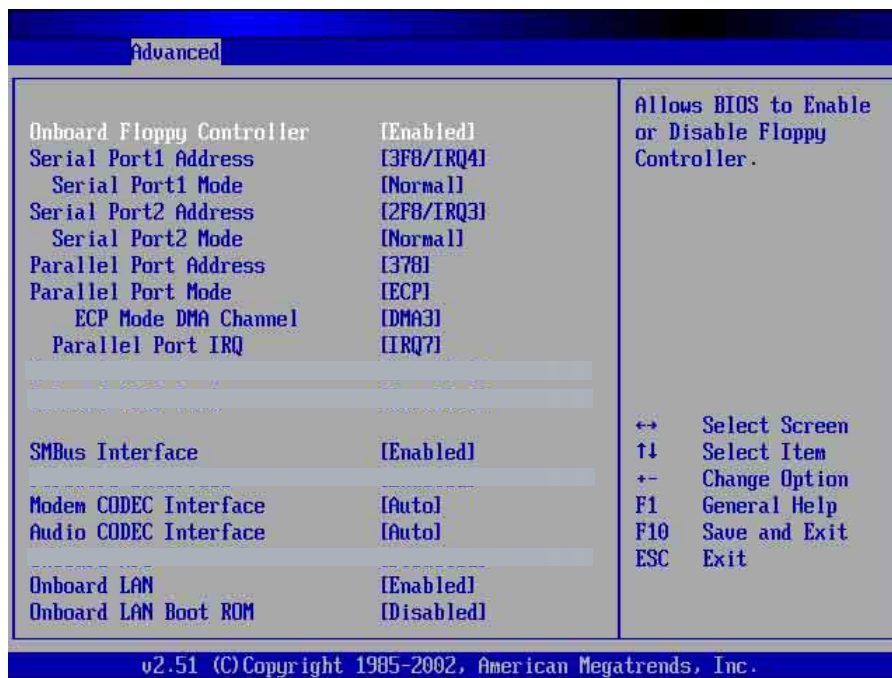 Advanced
Onboard Floppy Controller [Enabled]
Serial Port1 Address [3F8/IRQ4]
Serial Port1 Mode [Normal]
Serial Port2 Address [2F8/IRQ3]
Serial Port2 Mode [Normal]
Parallel Port Address [378]
Parallel Port Mode [ECP]
ECP Mode DMA Channel [DMA3]
Parallel Port IRQ [IRQ7]
SMBus Interface [Enabled]
Modem CODEC Interface [Auto]
Audio CODEC Interface [Auto]
Onboard LAN [Enabled]
Onboard LAN Boot ROM [Disabled]
Allows BIOS to Enable
or Disable Floppy
Controller.
↔ Select Screen
↑↓ Select Item
+- Change Option
F1 General Help
F10 Save and Exit
ESC Exit
v2.51 (C)Copyright 1985-2002, American Megatrends, Inc.